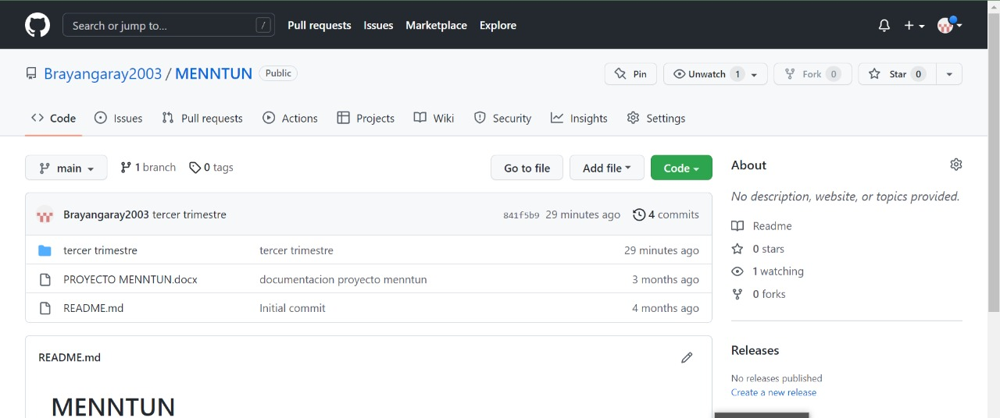 Search or jump to... / Pull requests Issues Marketplace Explore
Brayangaray2003 / MENNTUN Public Pin Unwatch 1 Fork 0 Star 0
Code Issues Pull requests Actions Projects Wiki Security Insights Settings
main 1 branch 0 tags Go to file Add file Code
Brayangaray2003 tercer trimestre 841f5b9 29 minutes ago 4 commits
tercer trimestre tercer trimestre 29 minutes ago
PROYECTO MENNTUN.docx documentacion proyecto menntun 3 months ago
README.md Initial commit 4 months ago
README.md
MENNTUN
About
No description, website, or topics provided.
Readme
0 stars
1 watching
0 forks
Releases
No releases published
Create a new release